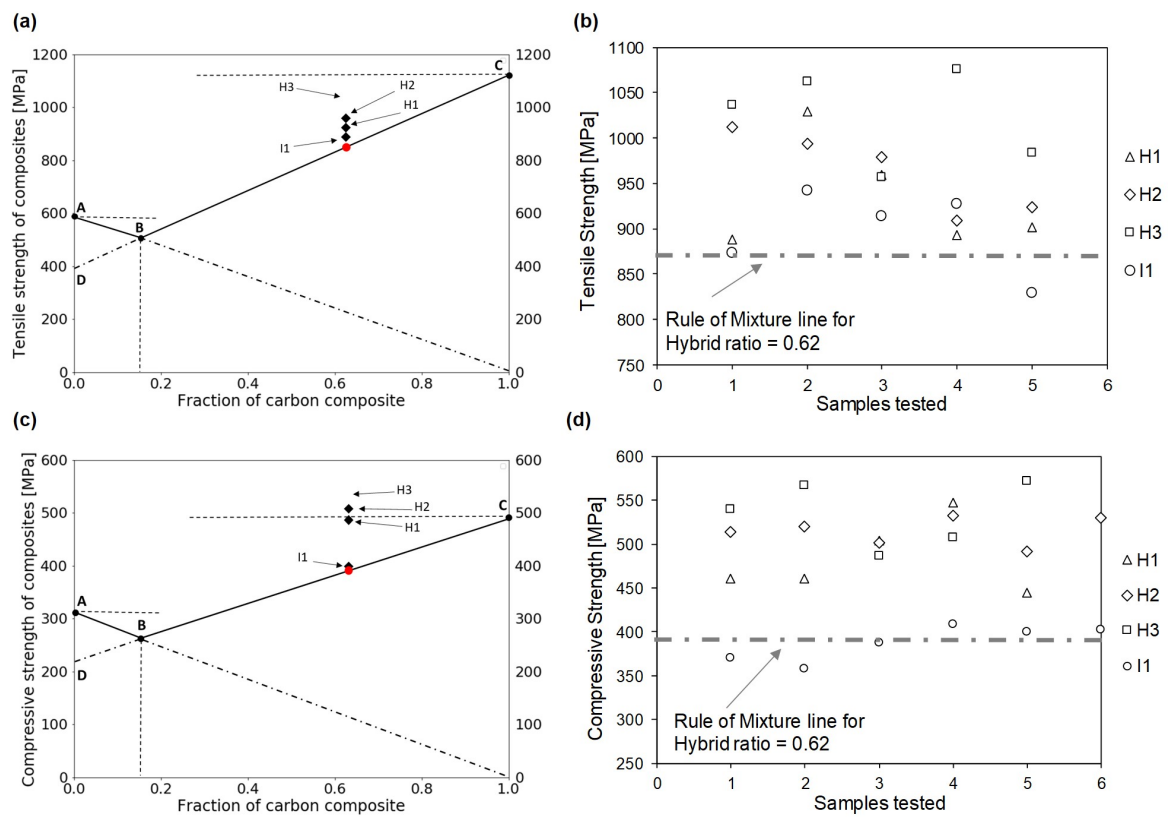 (a)
Tensile strength of composites [MPa]
1200
1000
800
600
400
200
0
1200
1000
800
600
400
200
0
A
B
C
D
H3
H2
H1
I1
0.0
0.2
0.4
0.6
0.8
1.0
Fraction of carbon composite
(b)
Tensile Strength [MPa]
1100
1050
1000
950
900
850
800
750
Rule of Mixture line for
Hybrid ratio = 0.62
0
1
2
3
4
5
6
Samples tested
H1
H2
H3
I1
(c)
Compressive strength of composites [MPa]
600
500
400
300
200
100
0
600
500
400
300
200
100
0
A
B
C
D
H3
H2
H1
I1
0.0
0.2
0.4
0.6
0.8
1.0
Fraction of carbon composite
(d)
Compressive Strength [MPa]
600
550
500
450
400
350
300
250
Rule of Mixture line for
Hybrid ratio = 0.62
0
1
2
3
4
5
6
Samples tested
H1
H2
H3
I1